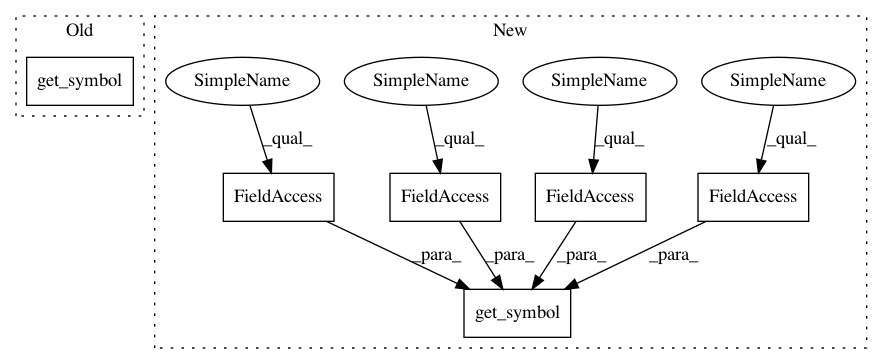 Old
New
get_symbol
SimpleName
SimpleName
SimpleName
SimpleName
_qual_
_qual_
_qual_
_qual_
FieldAccess
FieldAccess
FieldAccess
FieldAccess
_para_
_para_
_para_
_para_
get_symbol